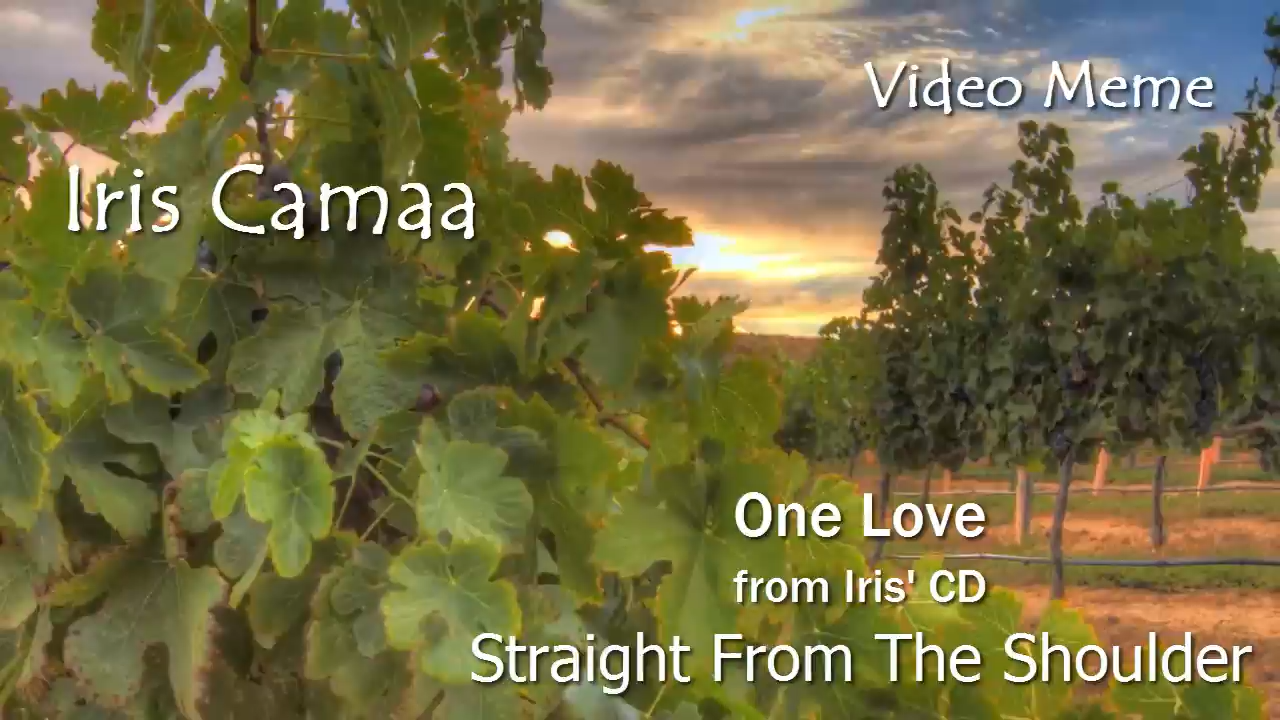 Video Meme
Iris Camaa
One Love
from Iris' CD
Straight From The Shoulder